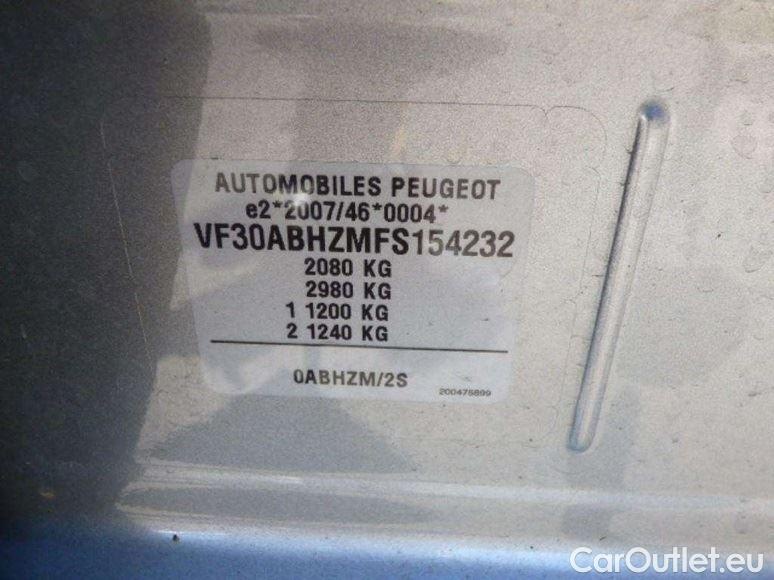 AUTOMOBILES PEUGEOT
e2*2007/46*0004*
VF30ABHZMFS154232
2080 KG
2980 KG
1 1200 KG
2 1240 KG
0ABHZM/2S
200475899
CarOutlet.eu